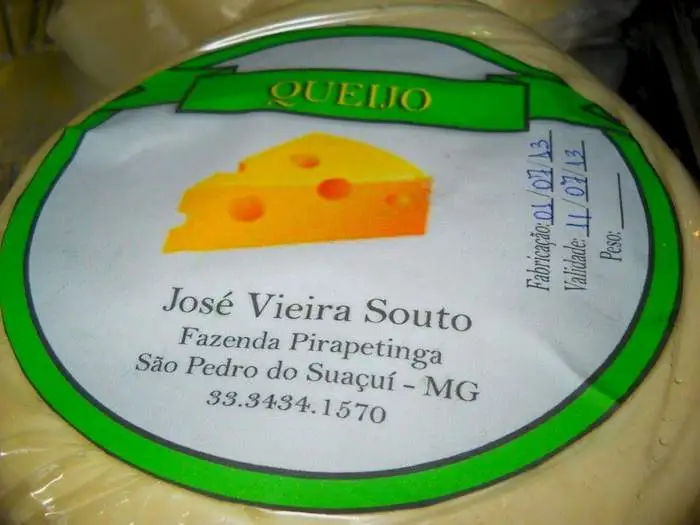 QUEIJO
José Vieira Souto
Fazenda Pirapetinga
São Pedro do Suaçuí - MG
33.3434.1570
Fabricação: 01/07/13
Validade: 11/07/13
Peso: